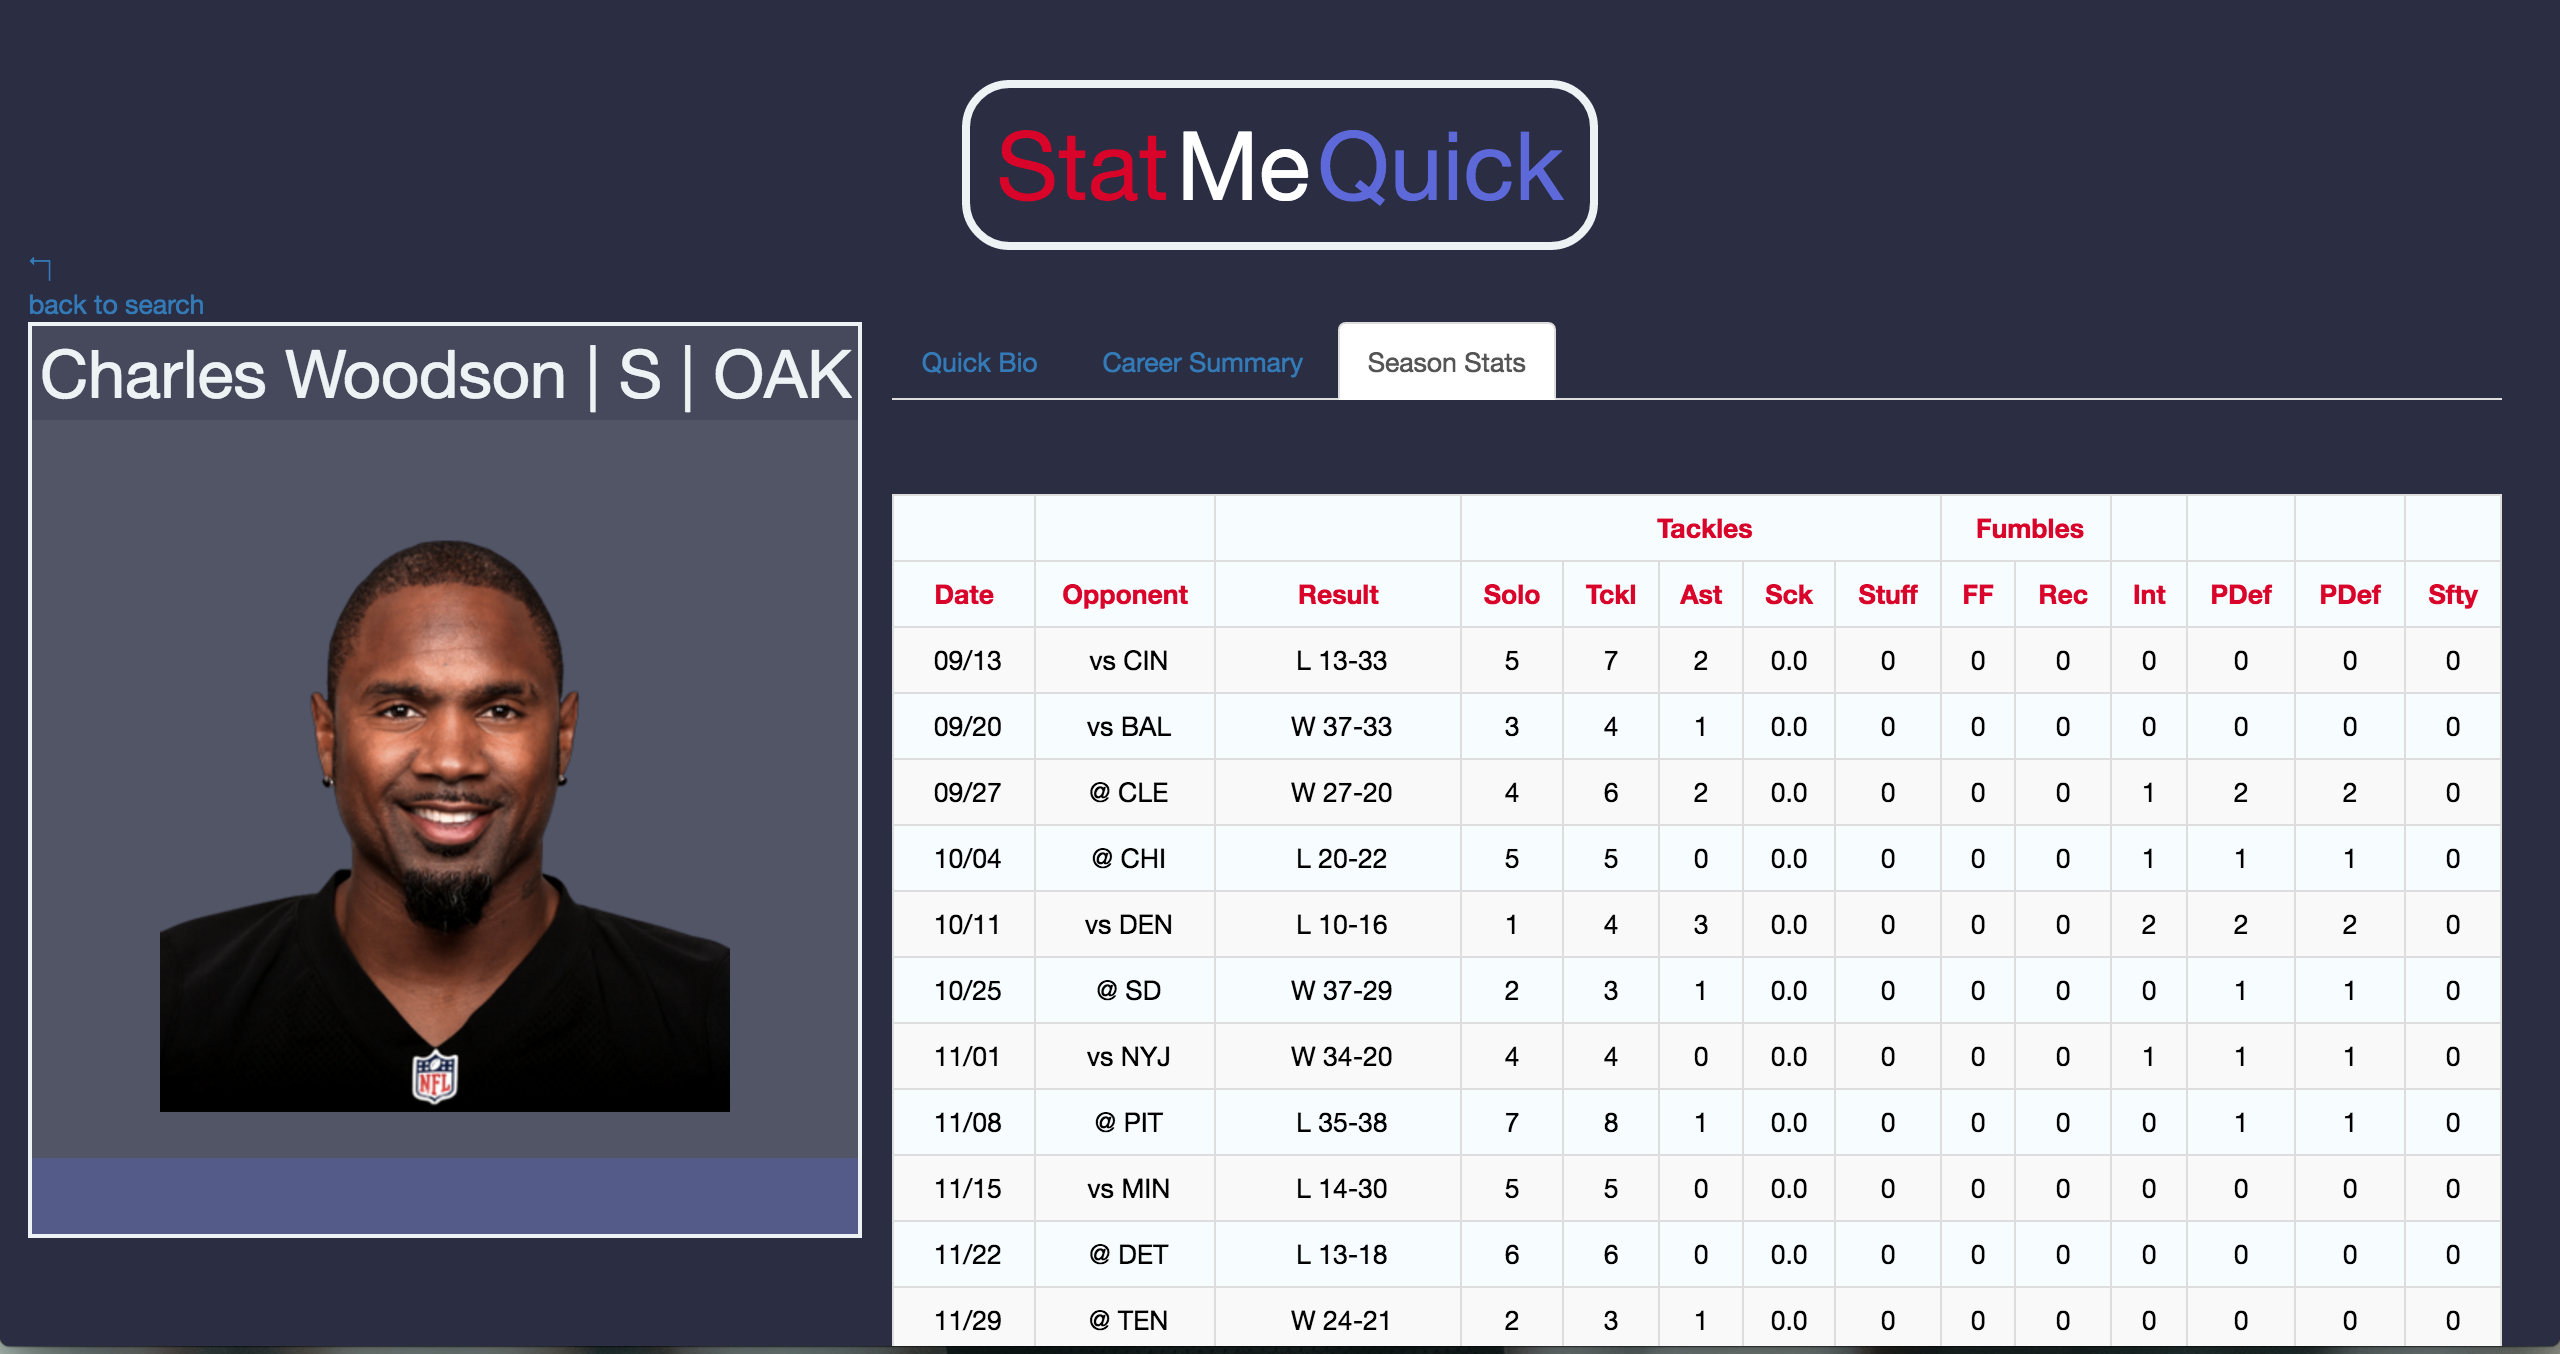 StatMeQuick
back to search
Charles Woodson | S | OAK
NFL
Quick Bio Career Summary Season Stats
Tackles Fumbles
Date Opponent Result Solo Tckl Ast Sck Stuff FF Rec Int PDef PDef Sfty
09/13 vs CIN L 13-33 5 7 2 0.0 0 0 0 0 0 0 0
09/20 vs BAL W 37-33 3 4 1 0.0 0 0 0 0 0 0 0
09/27 @ CLE W 27-20 4 6 2 0.0 0 0 0 1 2 2 0
10/04 @ CHI L 20-22 5 5 0 0.0 0 0 0 1 1 1 0
10/11 vs DEN L 10-16 1 4 3 0.0 0 0 0 2 2 2 0
10/25 @ SD W 37-29 2 3 1 0.0 0 0 0 0 1 1 0
11/01 vs NYJ W 34-20 4 4 0 0.0 0 0 0 1 1 1 0
11/08 @ PIT L 35-38 7 8 1 0.0 0 0 0 0 1 1 0
11/15 vs MIN L 14-30 5 5 0 0.0 0 0 0 0 0 0 0
11/22 @ DET L 13-18 6 6 0 0.0 0 0 0 0 0 0 0
11/29 @ TEN W 24-21 2 3 1 0.0 0 0 0 0 0 0 0